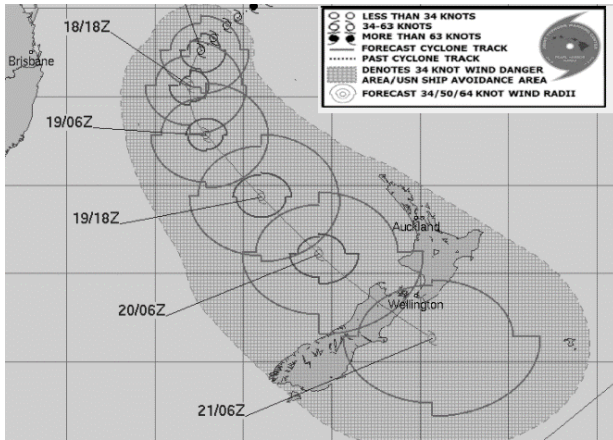 LESS THAN 34 KNOTS
34-63 KNOTS
MORE THAN 63 KNOTS
FORECAST CYCLONE TRACK
PAST CYCLONE TRACK
DENOTES 34 KNOT WIND DANGER
AREA/USN SHIP AVOIDANCE AREA
FORECAST 34/50/64 KNOT WIND RADII
18/18Z
Brisbane
19/06Z
19/18Z
Auckland
20/06Z
Wellington
21/06Z